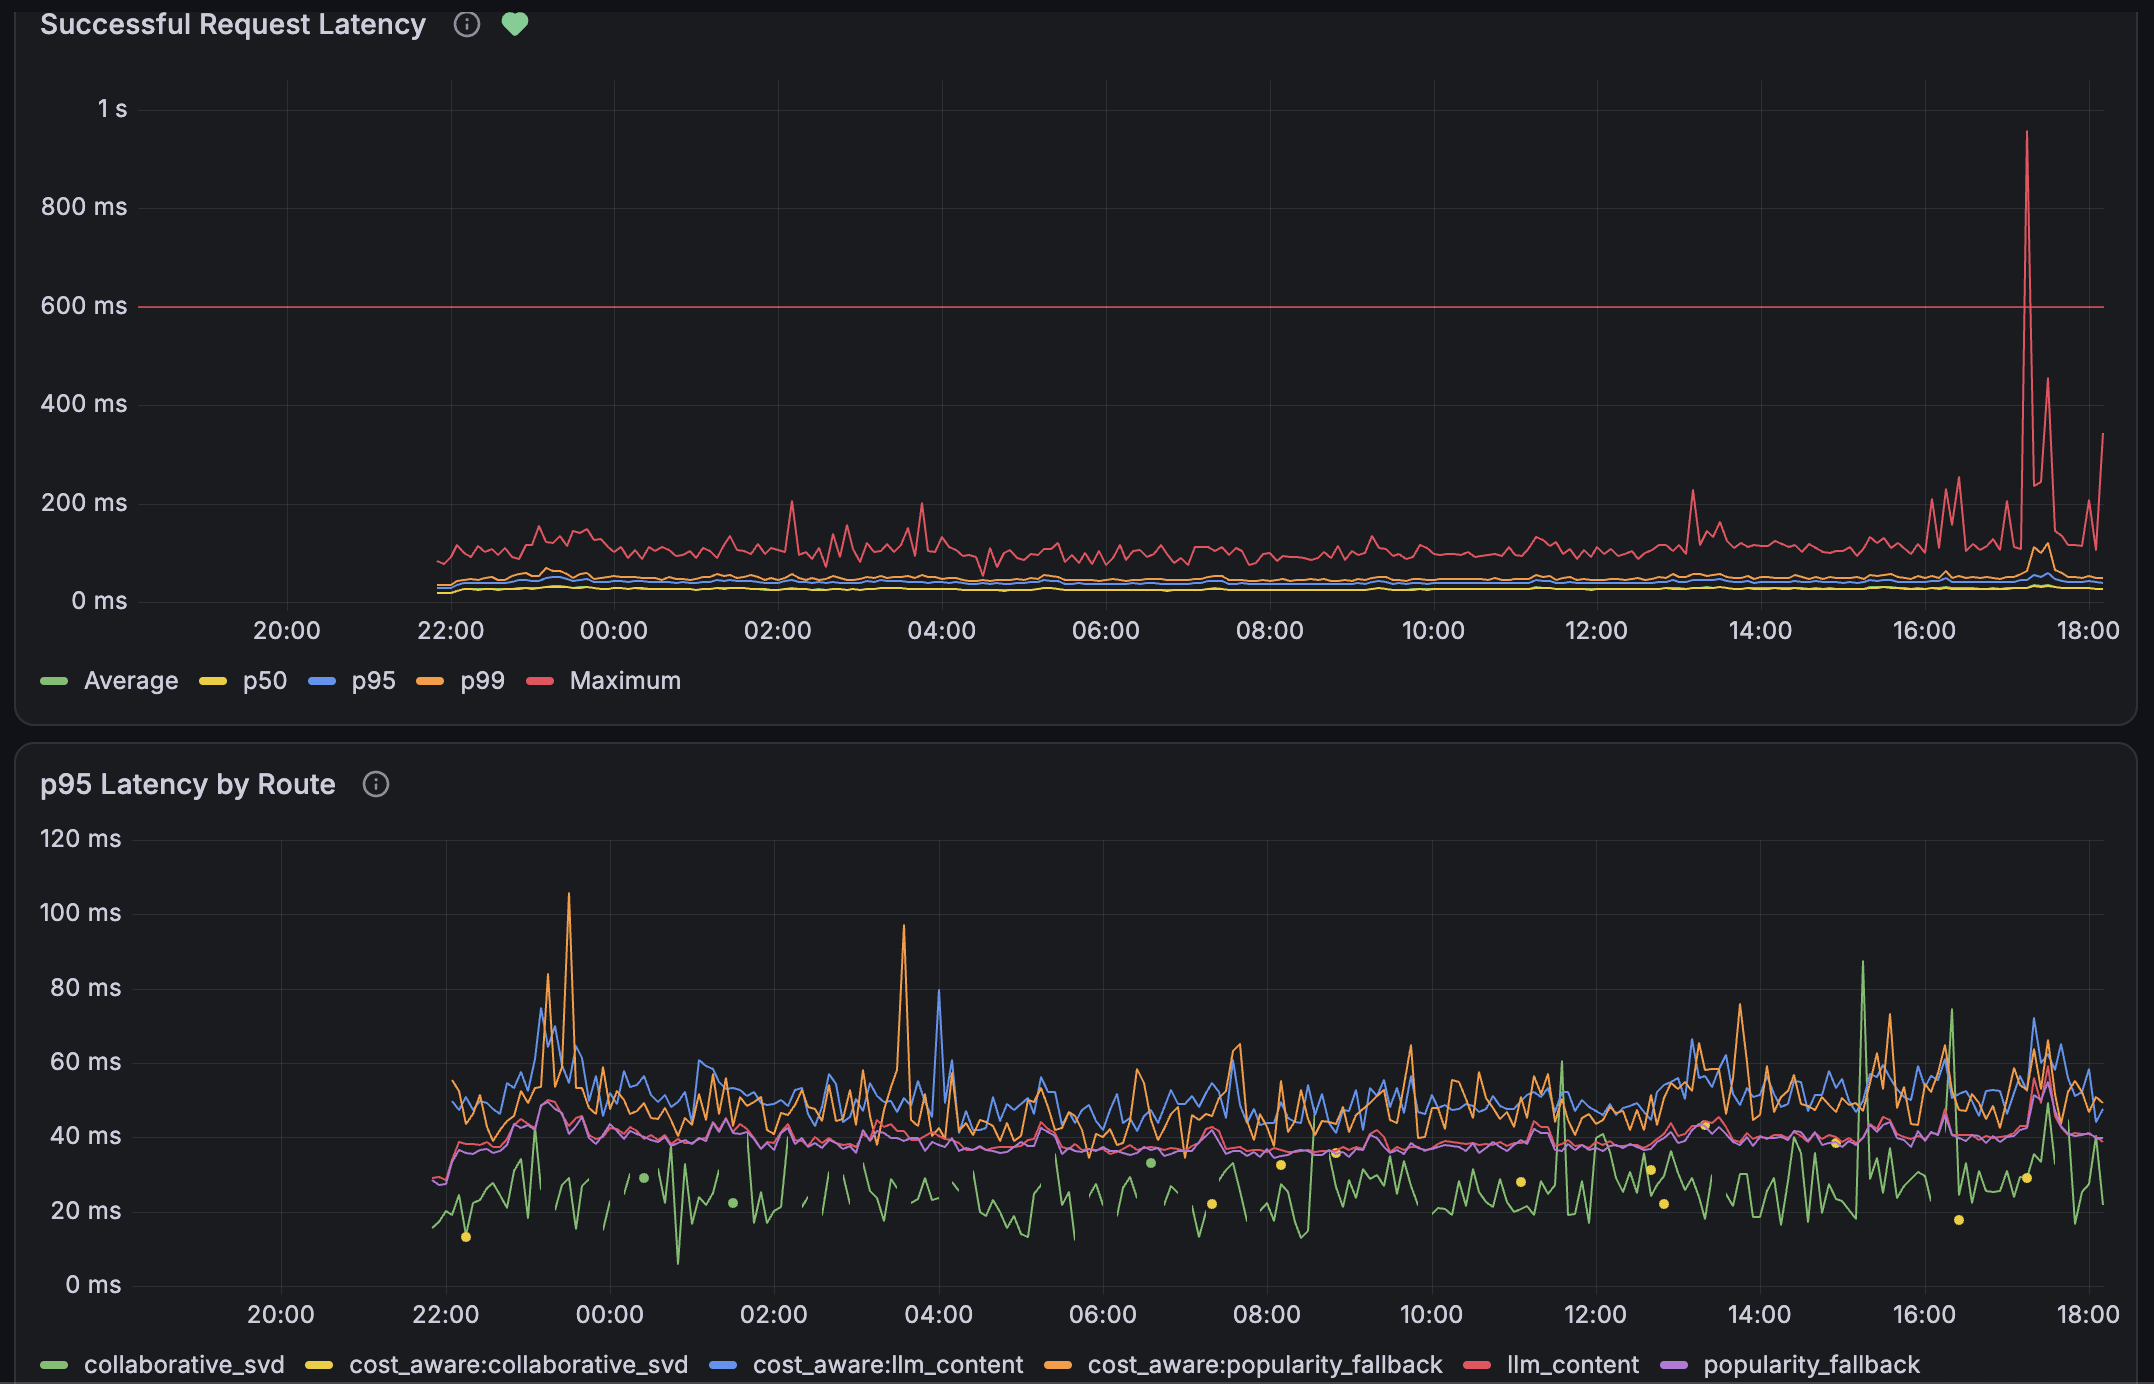 Successful Request Latency
1 s
800 ms
600 ms
400 ms
200 ms
0 ms
20:00 22:00 00:00 02:00 04:00 06:00 08:00 10:00 12:00 14:00 16:00 18:00
Average p50 p95 p99 Maximum
p95 Latency by Route
120 ms
100 ms
80 ms
60 ms
40 ms
20 ms
0 ms
20:00 22:00 00:00 02:00 04:00 06:00 08:00 10:00 12:00 14:00 16:00 18:00
collaborative_svd cost_aware:collaborative_svd cost_aware:llm_content cost_aware:popularity_fallback llm_content popularity_fallback